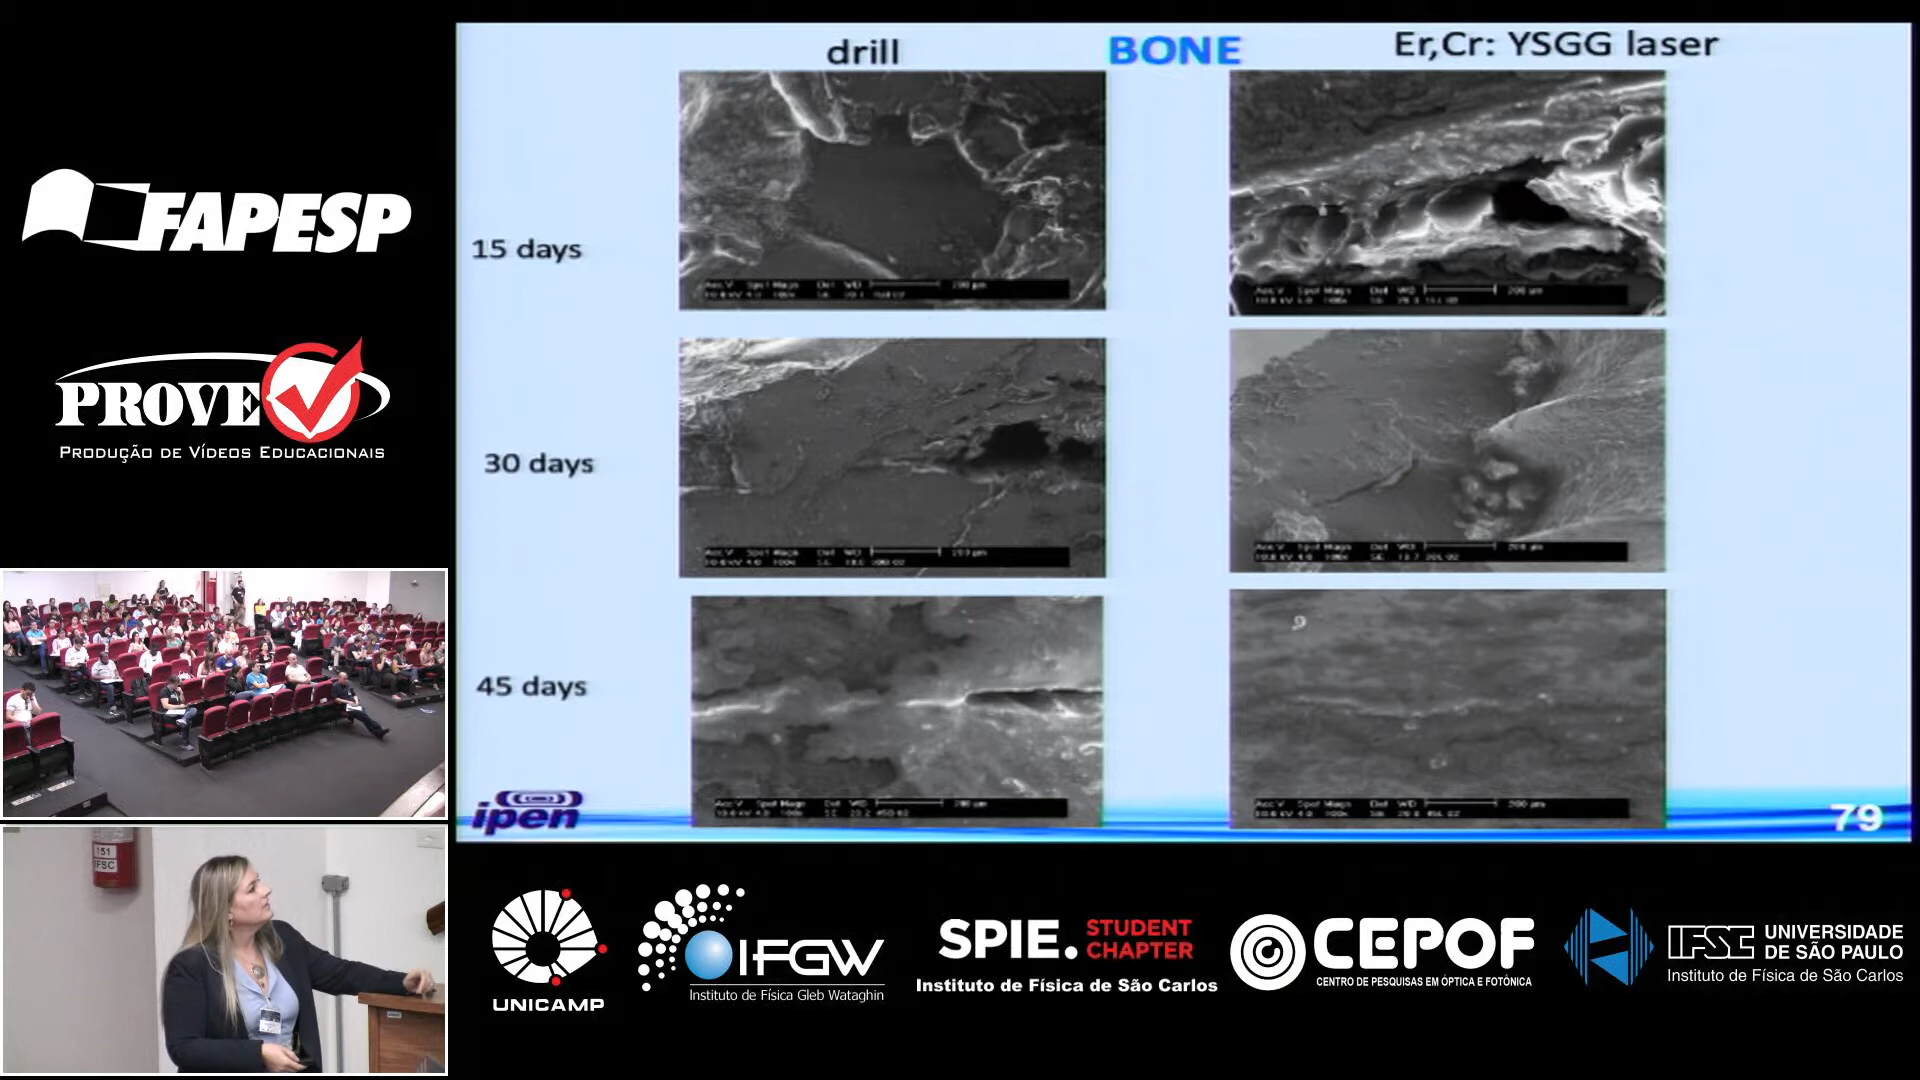 drill
BONE
Er,Cr: YSGG laser
15 days
30 days
45 days
ipen
79
FAPESP
PROVE
PRODUÇÃO DE VÍDEOS EDUCACIONAIS
151
IFSC
UNICAMP
IFGW
Instituto de Física Gleb Wataghin
SPIE. STUDENT
CHAPTER
Instituto de Física de São Carlos
CEPOF
CENTRO DE PESQUISAS EM ÓPTICA E FOTÔNICA
IFSC UNIVERSIDADE
DE SÃO PAULO
Instituto de Física de São Carlos